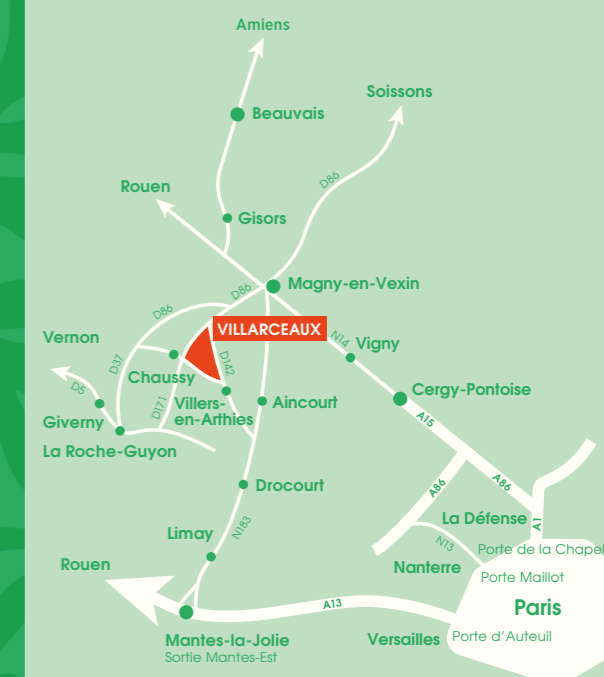 Amiens
Soissons
Beauvais
D86
Rouen
Gisors
Magny-en-Vexin
D86
D86
VILLARCEAUX
Vernon
N14
Vigny
D37
D142
Chaussy
D5
Cergy-Pontoise
Villers-
en-Arthies
D171
Aincourt
Giverny
A15
La Roche-Guyon
Drocourt
A86
A86
La Défense
A1
N183
Limay
N13
Porte de la Chapel
Rouen
Nanterre
Porte Maillot
A13
Paris
Mantes-la-Jolie
Sortie Mantes-Est
Versailles
Porte d'Auteuil